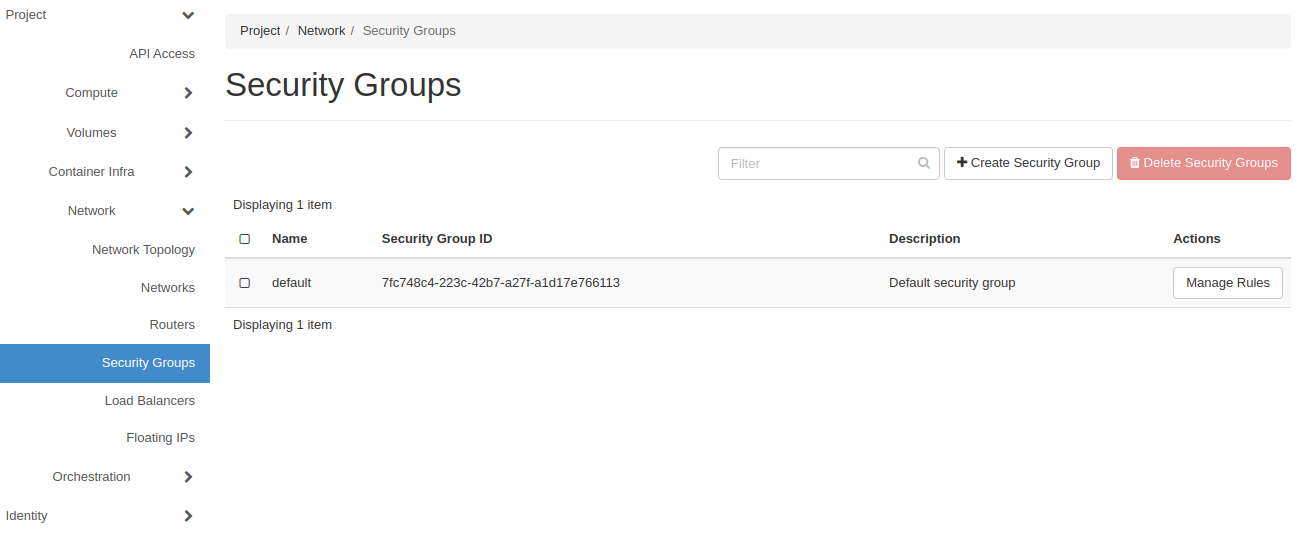 Project
API Access
Compute
Volumes
Container Infra
Network
Network Topology
Networks
Routers
Security Groups
Load Balancers
Floating IPs
Orchestration
Identity
Project / Network / Security Groups
Security Groups
Filter Create Security Group Delete Security Groups
Displaying 1 item
Name Security Group ID Description Actions
default 7fc748c4-223c-42b7-a27f-a1d17e766113 Default security group Manage Rules
Displaying 1 item